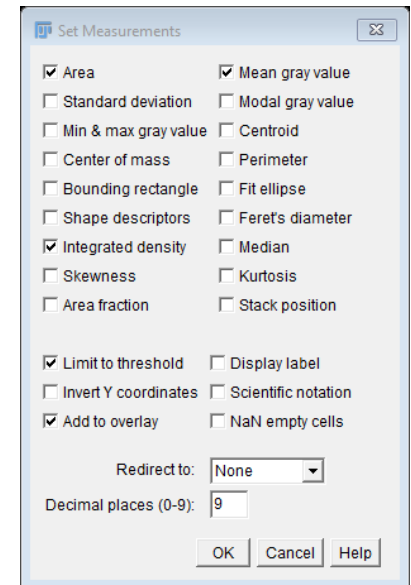 Set Measurements
Area Mean gray value
Standard deviation Modal gray value
Min & max gray value Centroid
Center of mass Perimeter
Bounding rectangle Fit ellipse
Shape descriptors Feret's diameter
Integrated density Median
Skewness Kurtosis
Area fraction Stack position
Limit to threshold Display label
Invert Y coordinates Scientific notation
Add to overlay NaN empty cells
Redirect to: None
Decimal places (0-9): 9
OK Cancel Help